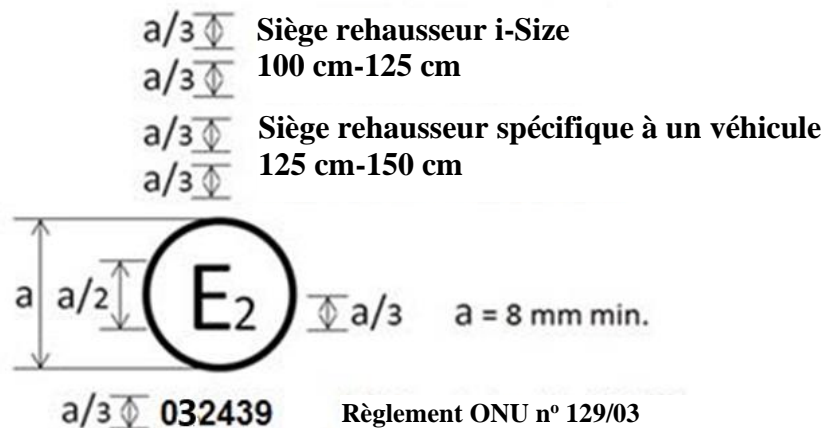 a/3 Siège rehausseur i-Size
a/3 100 cm-125 cm
a/3 Siège rehausseur spécifique à un véhicule
a/3 125 cm-150 cm
a a/2 E2 a/3 a = 8 mm min.
a/3 032439 Règlement ONU nº 129/03